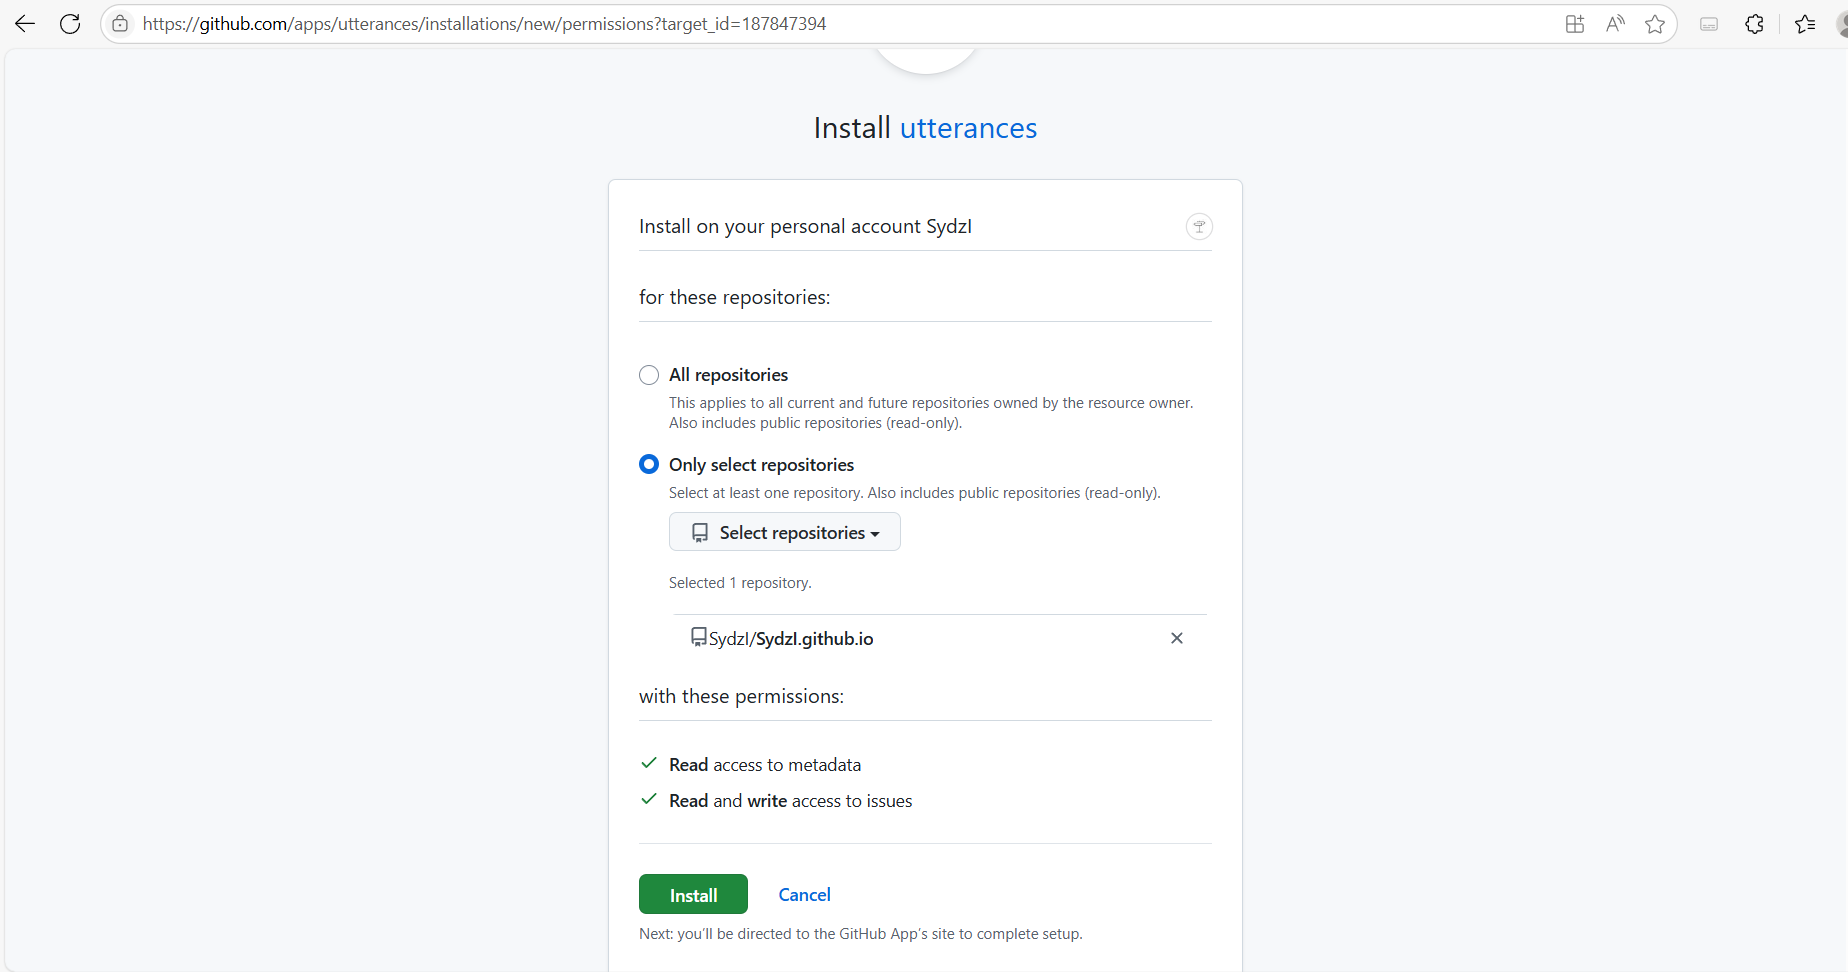 https://github.com/apps/utterances/installations/new/permissions?target_id=187847394
Install utterances
Install on your personal account SydzI
for these repositories:
All repositories
This applies to all current and future repositories owned by the resource owner.
Also includes public repositories (read-only).
Only select repositories
Select at least one repository. Also includes public repositories (read-only).
Select repositories
Selected 1 repository.
SydzI/SydzI.github.io
with these permissions:
Read access to metadata
Read and write access to issues
Install Cancel
Next: you'll be directed to the GitHub App's site to complete setup.